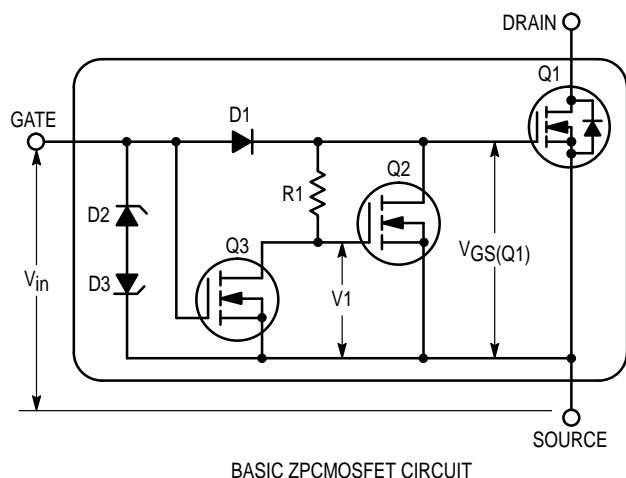 DRAIN
Q1
GATE
D1
Q2
R1
D2
Q3
VGS(Q1)
Vin
D3
V1
SOURCE
BASIC ZPCMOSFET CIRCUIT